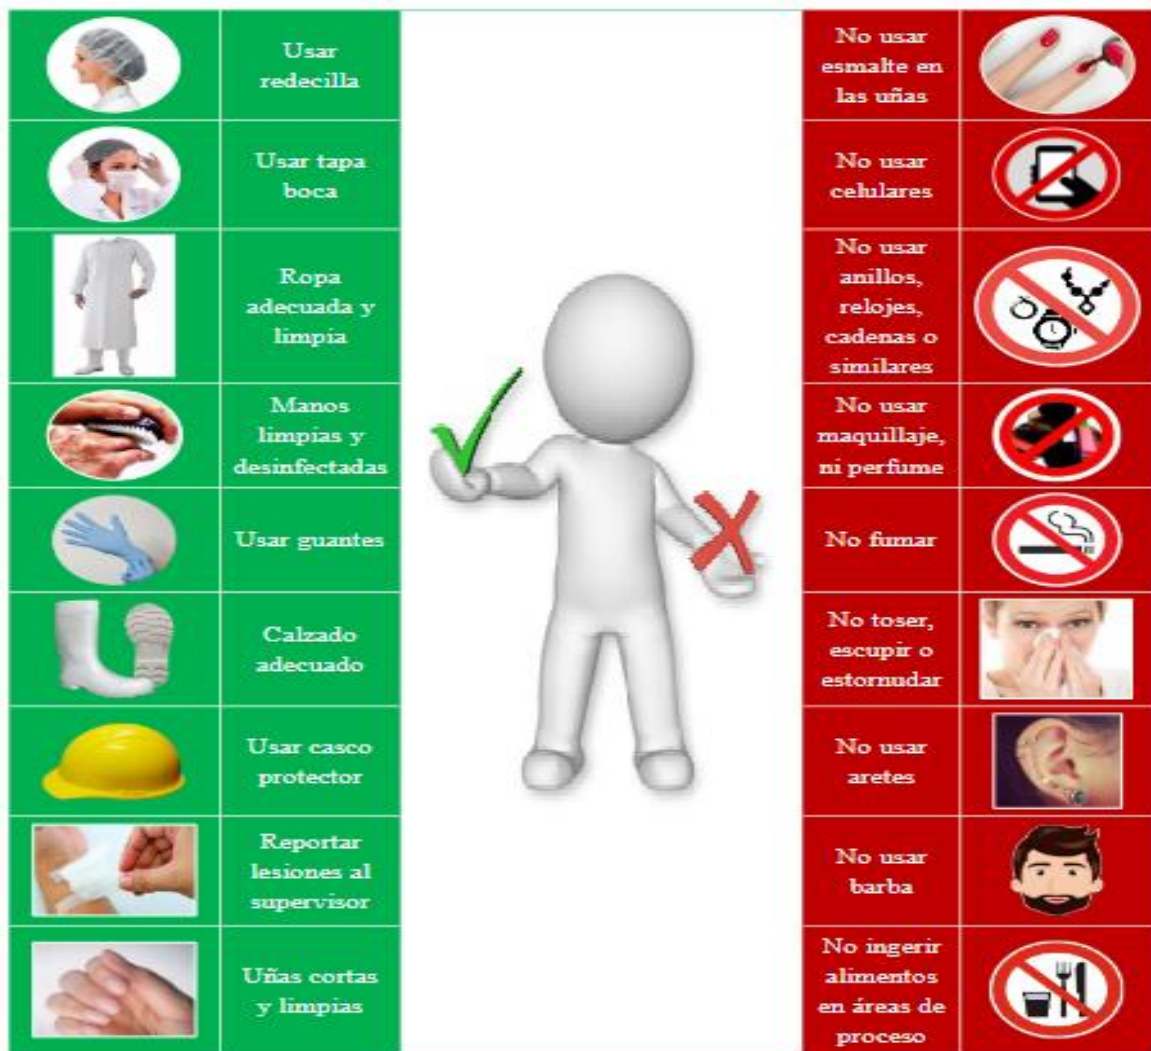 Usar
redecilla
Usar tapa
boca
Ropa
adecuada y
limpia
Manos
limpias y
desinfectadas
Usar guantes
Calzado
adecuado
Usar casco
protector
Reportar
lesiones al
supervisor
Uñas cortas
y limpias
No usar
esmalte en
las uñas
No usar
celulares
No usar
anillos,
relojes,
cadenas o
similares
No usar
maquillaje,
ni perfume
No fumar
No toser,
escupir o
estornudar
No usar
aretes
No usar
barba
No ingerir
alimentos
en áreas de
proceso